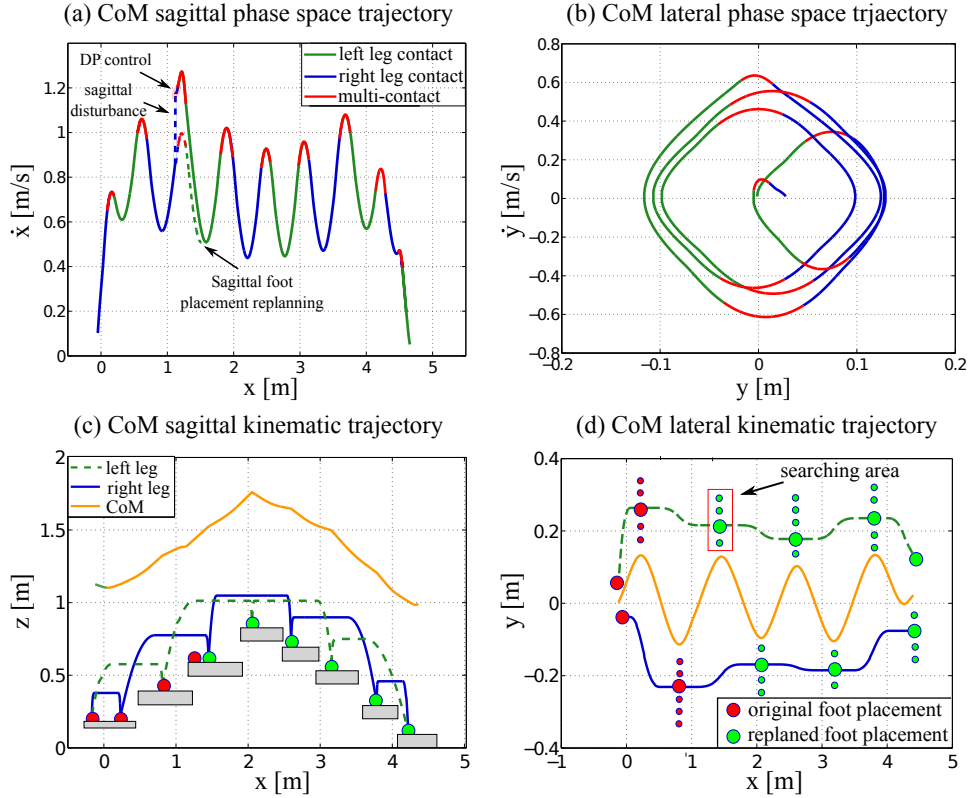 (a) CoM sagittal phase space trajectory
DP control
sagittal
disturbance
left leg contact
right leg contact
multi-contact
Sagittal foot
placement replanning
1.2
1
0.8
0.6
0.4
0.2
0
ẋ [m/s]
0 1 2 3 4 5
x [m]
(b) CoM lateral phase space trjaectory
0.8
0.6
0.4
0.2
0
−0.2
−0.4
−0.6
−0.8
ẏ [m/s]
−0.2 −0.1 0 0.1 0.2
y [m]
(c) CoM sagittal kinematic trajectory
left leg
right leg
CoM
2
1.5
1
0.5
0
z [m]
0 1 2 3 4 5
x [m]
(d) CoM lateral kinematic trajectory
searching area
0.4
0.2
0
−0.2
−0.4
y [m]
original foot placement
replaned foot placement
−1 0 1 2 3 4 5
x [m]